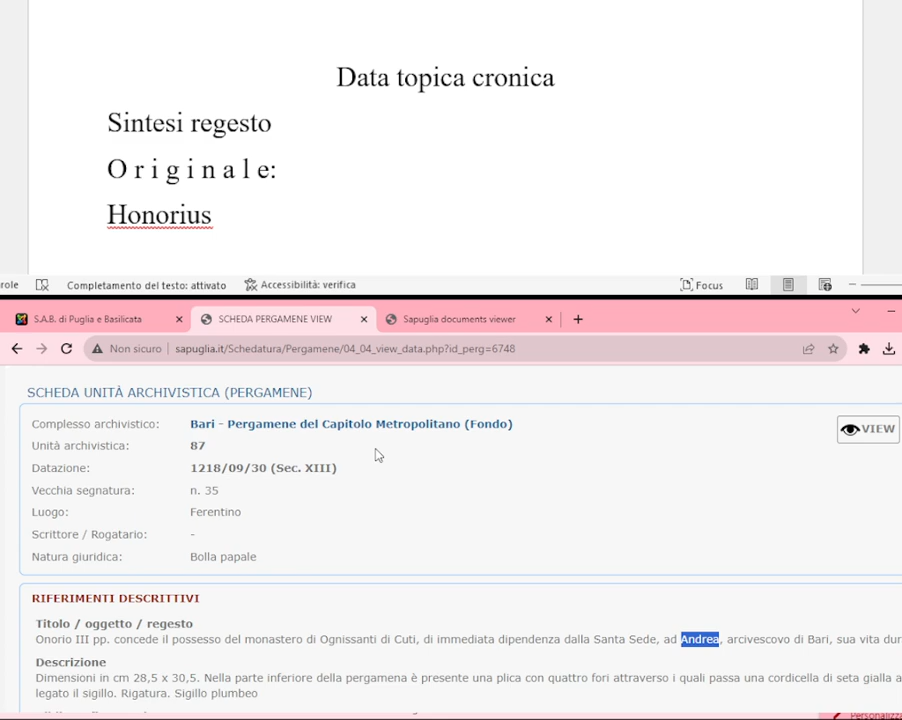 Data topica cronica
Sintesi regesto
O r i g i n a l e:
Honorius
role Completamento del testo: attivato Accessibilità: verifica Focus
S.A.B. di Puglia e Basilicata SCHEDA PERGAMENE VIEW Sapuglia documents viewer
Non sicuro sapuglia.it/Schedatura/Pergamene/04_04_view_data.php?id_perg=6748
SCHEDA UNITÀ ARCHIVISTICA (PERGAMENE)
Complesso archivistico: Bari - Pergamene del Capitolo Metropolitano (Fondo)
VIEW
Unità archivistica: 87
Datazione: 1218/09/30 (Sec. XIII)
Vecchia segnatura: n. 35
Luogo: Ferentino
Scrittore / Rogatario: -
Natura giuridica: Bolla papale
RIFERIMENTI DESCRITTIVI
Titolo / oggetto / regesto
Onorio III pp. concede il possesso del monastero di Ognissanti di Cuti, di immediata dipendenza dalla Santa Sede, ad Andrea, arcivescovo di Bari, sua vita dur
Descrizione
Dimensioni in cm 28,5 x 30,5. Nella parte inferiore della pergamena è presente una plica con quattro fori attraverso i quali passa una cordicella di seta gialla a
legato il sigillo. Rigatura. Sigillo plumbeo
Personalizza